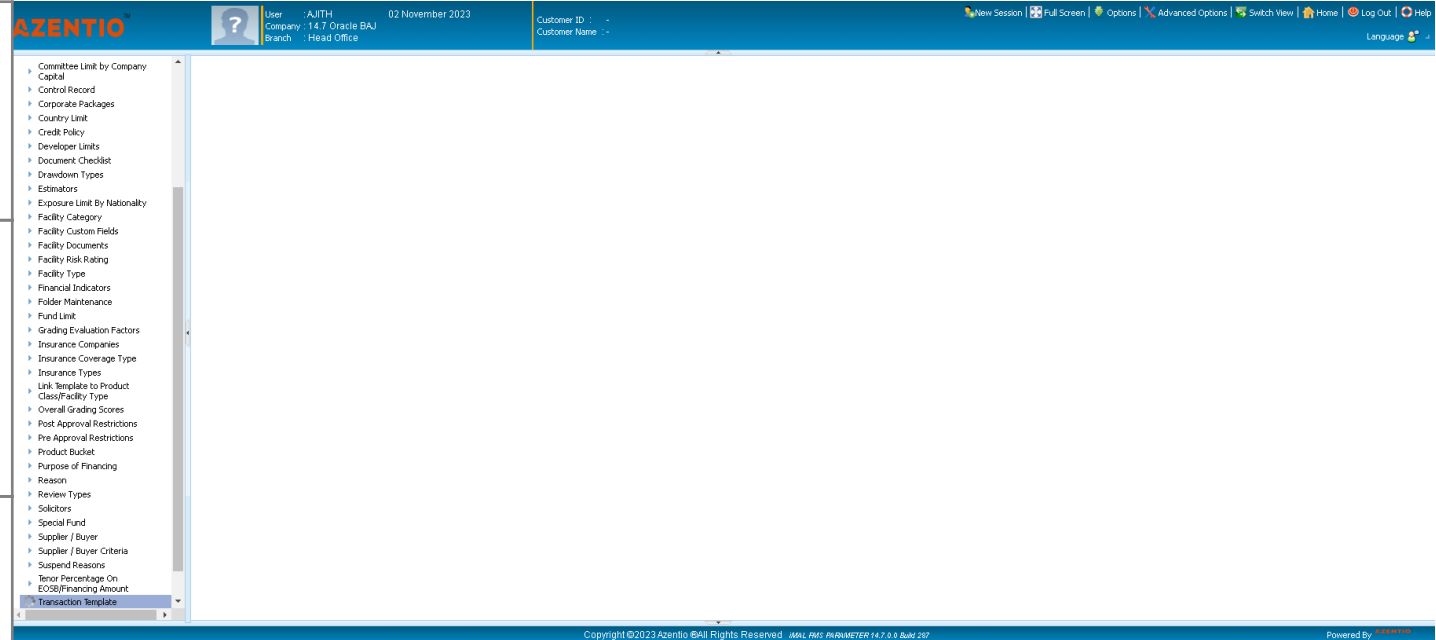 AZENTIO
User : AJITH 02 November 2023
Company : 14.7 Oracle BAJ
Branch : Head Office
Customer ID : -
Customer Name : -
New Session | Full Screen | Options | Advanced Options | Switch View | Home | Log Out | Help
Language
Committee Limit by Company
Capital
Control Record
Corporate Packages
Country Limit
Credit Policy
Developer Limits
Document Checklist
Drawdown Types
Estimators
Exposure Limit By Nationality
Facility Category
Facility Custom Fields
Facility Documents
Facility Risk Rating
Facility Type
Financial Indicators
Folder Maintenance
Fund Limit
Grading Evaluation Factors
Insurance Companies
Insurance Coverage Type
Insurance Types
Link Template to Product
Class/Facility Type
Overall Grading Scores
Post Approval Restrictions
Pre Approval Restrictions
Product Bucket
Purpose of Financing
Reason
Review Types
Solicitors
Special Fund
Supplier / Buyer
Supplier / Buyer Criteria
Suspend Reasons
Tenor Percentage On
EOSB/Financing Amount
Transaction Template
Copyright ©2023 Azentio ®All Rights Reserved iMAL FMS PARAMETER 14.7.0.0 Build 287
Powered By AZENTIO